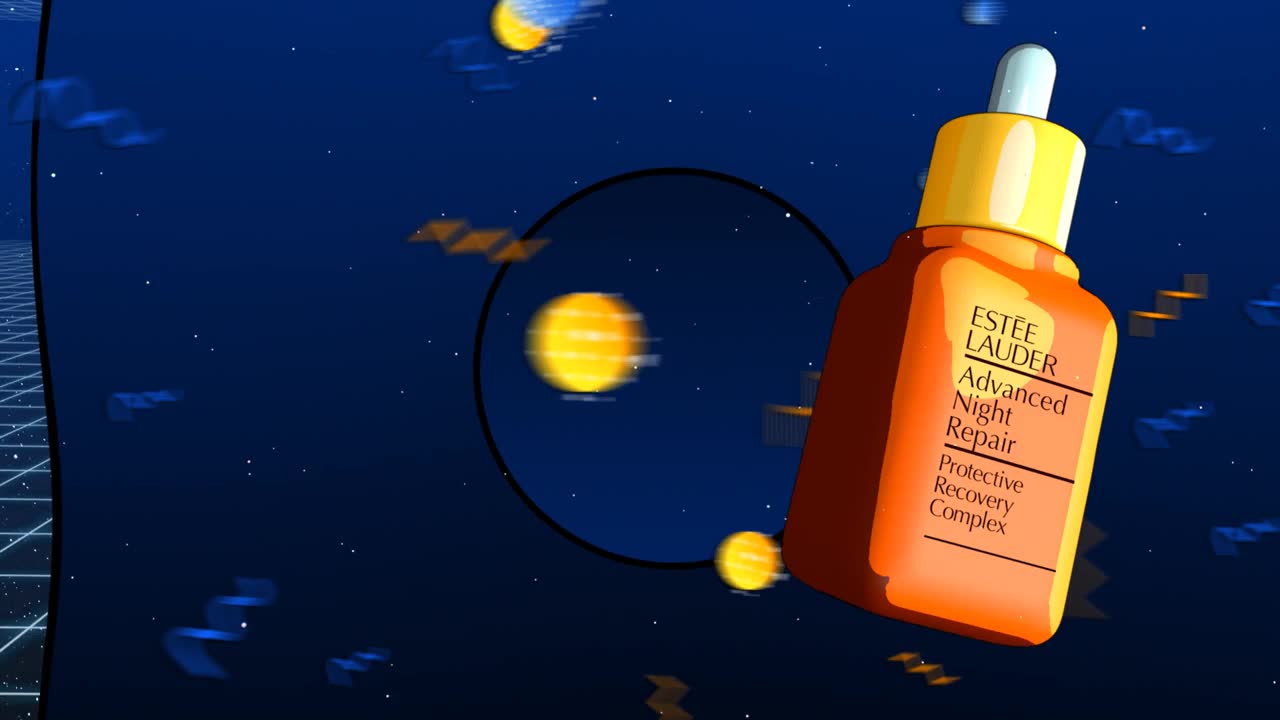 ESTĒE
LAUDER
Advanced
Night
Repair
Protective
Recovery
Complex